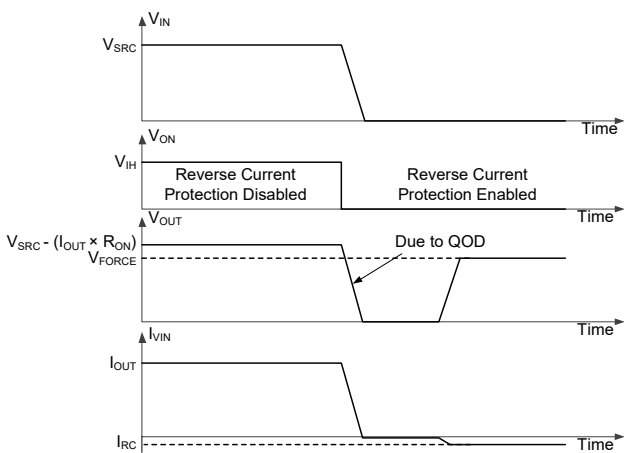 V_IN
V_SRC
Time
V_ON
V_IH
Reverse Current
Protection Disabled
Reverse Current
Protection Enabled
Time
V_OUT
V_SRC - (I_OUT × R_ON)
V_FORCE
Due to QOD
Time
I_VIN
I_OUT
I_RC
Time